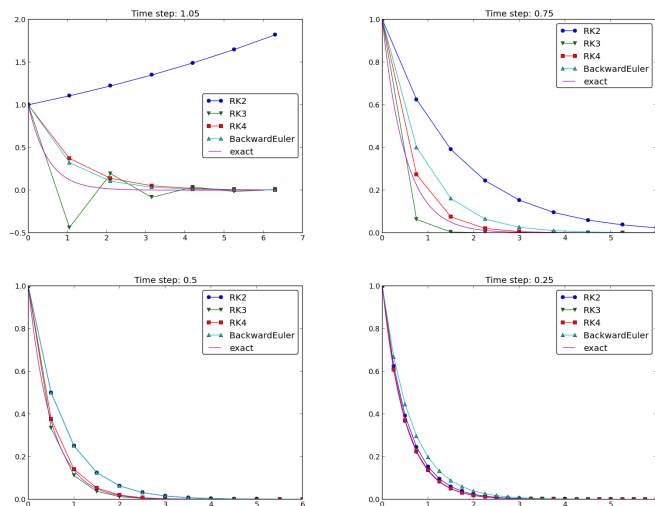 Time step: 1.05
2.0
1.5
1.0
0.5
0.0
−0.5
0 1 2 3 4 5 6 7
RK2
RK3
RK4
BackwardEuler
exact
Time step: 0.75
1.0
0.8
0.6
0.4
0.2
0.0
0 1 2 3 4 5
RK2
RK3
RK4
BackwardEuler
exact
Time step: 0.5
1.0
0.8
0.6
0.4
0.2
0.0
0 1 2 3 4 5 6
RK2
RK3
RK4
BackwardEuler
exact
Time step: 0.25
1.0
0.8
0.6
0.4
0.2
0.0
0 1 2 3 4 5
RK2
RK3
RK4
BackwardEuler
exact